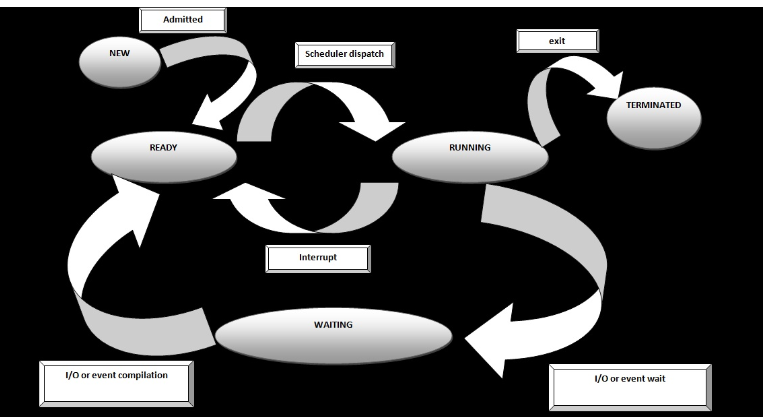 Admitted
NEW
Scheduler dispatch
exit
TERMINATED
READY
RUNNING
Interrupt
WAITING
I/O or event compilation
I/O or event wait